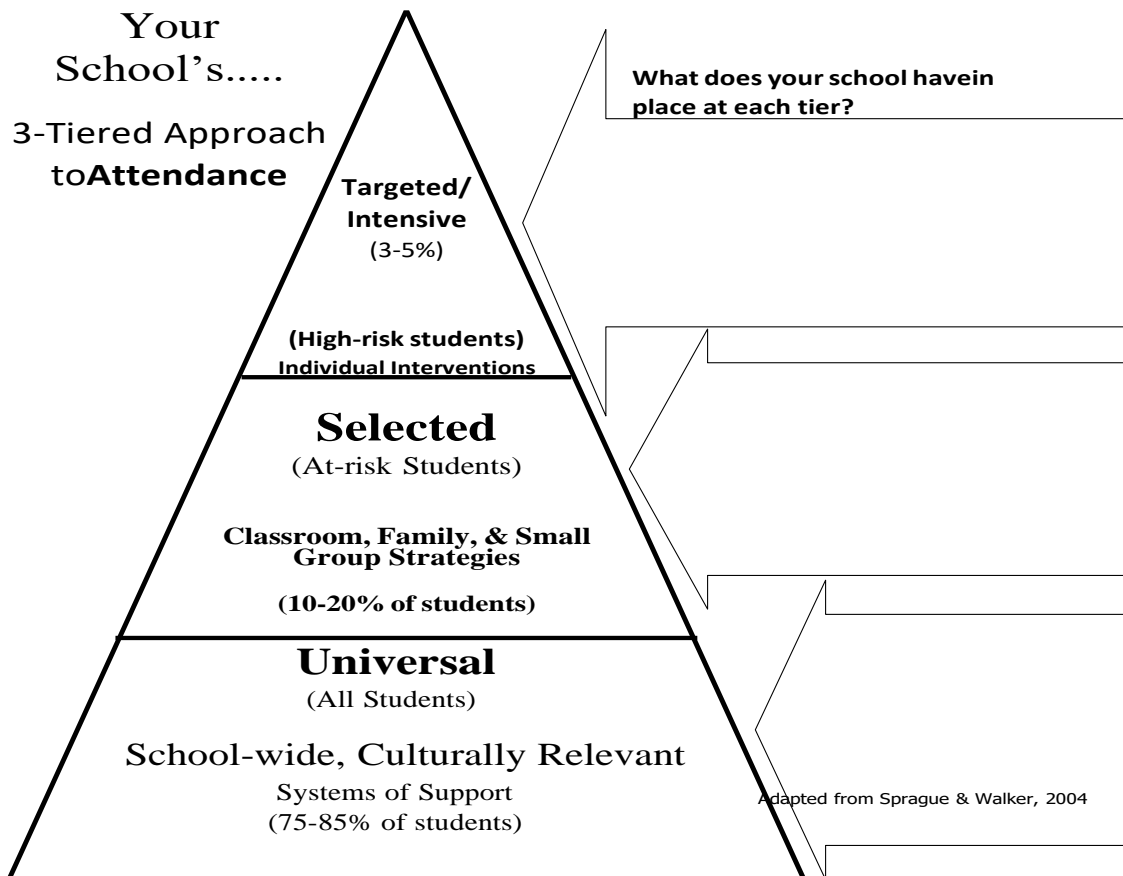 Your
School’s.....
3-Tiered Approach
toAttendance
What does your school havein
place at each tier?
Targeted/
Intensive
(3-5%)
(High-risk students)
Individual Interventions
Selected
(At-risk Students)
Classroom, Family, & Small
Group Strategies
(10-20% of students)
Universal
(All Students)
School-wide, Culturally Relevant
Systems of Support
(75-85% of students)
Adapted from Sprague & Walker, 2004